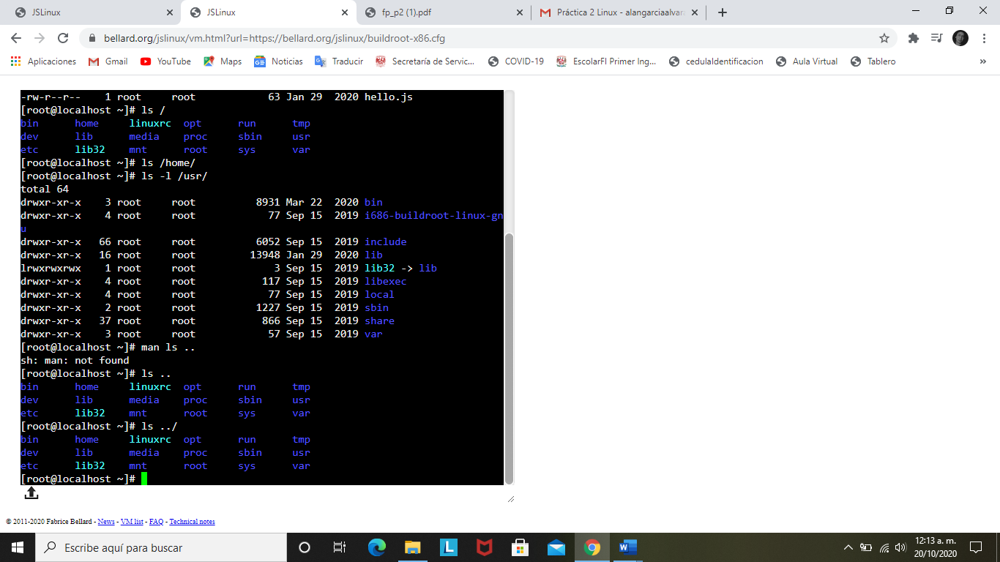 JSLinux
JSLinux
fp_p2 (1).pdf
Práctica 2 Linux - alangarciaalvar
bellard.org/jslinux/vm.html?url=https://bellard.org/jslinux/buildroot-x86.cfg
Aplicaciones Gmail YouTube Maps Noticias Traducir Secretaría de Servic... COVID-19 EscolarFI Primer Ing... cedulaIdentificacion Aula Virtual Tablero »
-rw-r--r-- 1 root root 63 Jan 29 2020 hello.js
[root@localhost ~]# ls /
bin home linuxrc opt run tmp
dev lib media proc sbin usr
etc lib32 mnt root sys var
[root@localhost ~]# ls /home/
[root@localhost ~]# ls -l /usr/
total 64
drwxr-xr-x 3 root root 8931 Mar 22 2020 bin
drwxr-xr-x 4 root root 77 Sep 15 2019 i686-buildroot-linux-gn
u
drwxr-xr-x 66 root root 6052 Sep 15 2019 include
drwxr-xr-x 16 root root 13948 Jan 29 2020 lib
lrwxrwxrwx 1 root root 3 Sep 15 2019 lib32 -> lib
drwxr-xr-x 4 root root 117 Sep 15 2019 libexec
drwxr-xr-x 4 root root 77 Sep 15 2019 local
drwxr-xr-x 2 root root 1227 Sep 15 2019 sbin
drwxr-xr-x 37 root root 866 Sep 15 2019 share
drwxr-xr-x 3 root root 57 Sep 15 2019 var
[root@localhost ~]# man ls ..
sh: man: not found
[root@localhost ~]# ls ..
bin home linuxrc opt run tmp
dev lib media proc sbin usr
etc lib32 mnt root sys var
[root@localhost ~]# ls ../
bin home linuxrc opt run tmp
dev lib media proc sbin usr
etc lib32 mnt root sys var
[root@localhost ~]#
© 2011-2020 Fabrice Bellard - News - VM list - FAQ - Technical notes
Escribe aquí para buscar
12:13 a. m.
20/10/2020